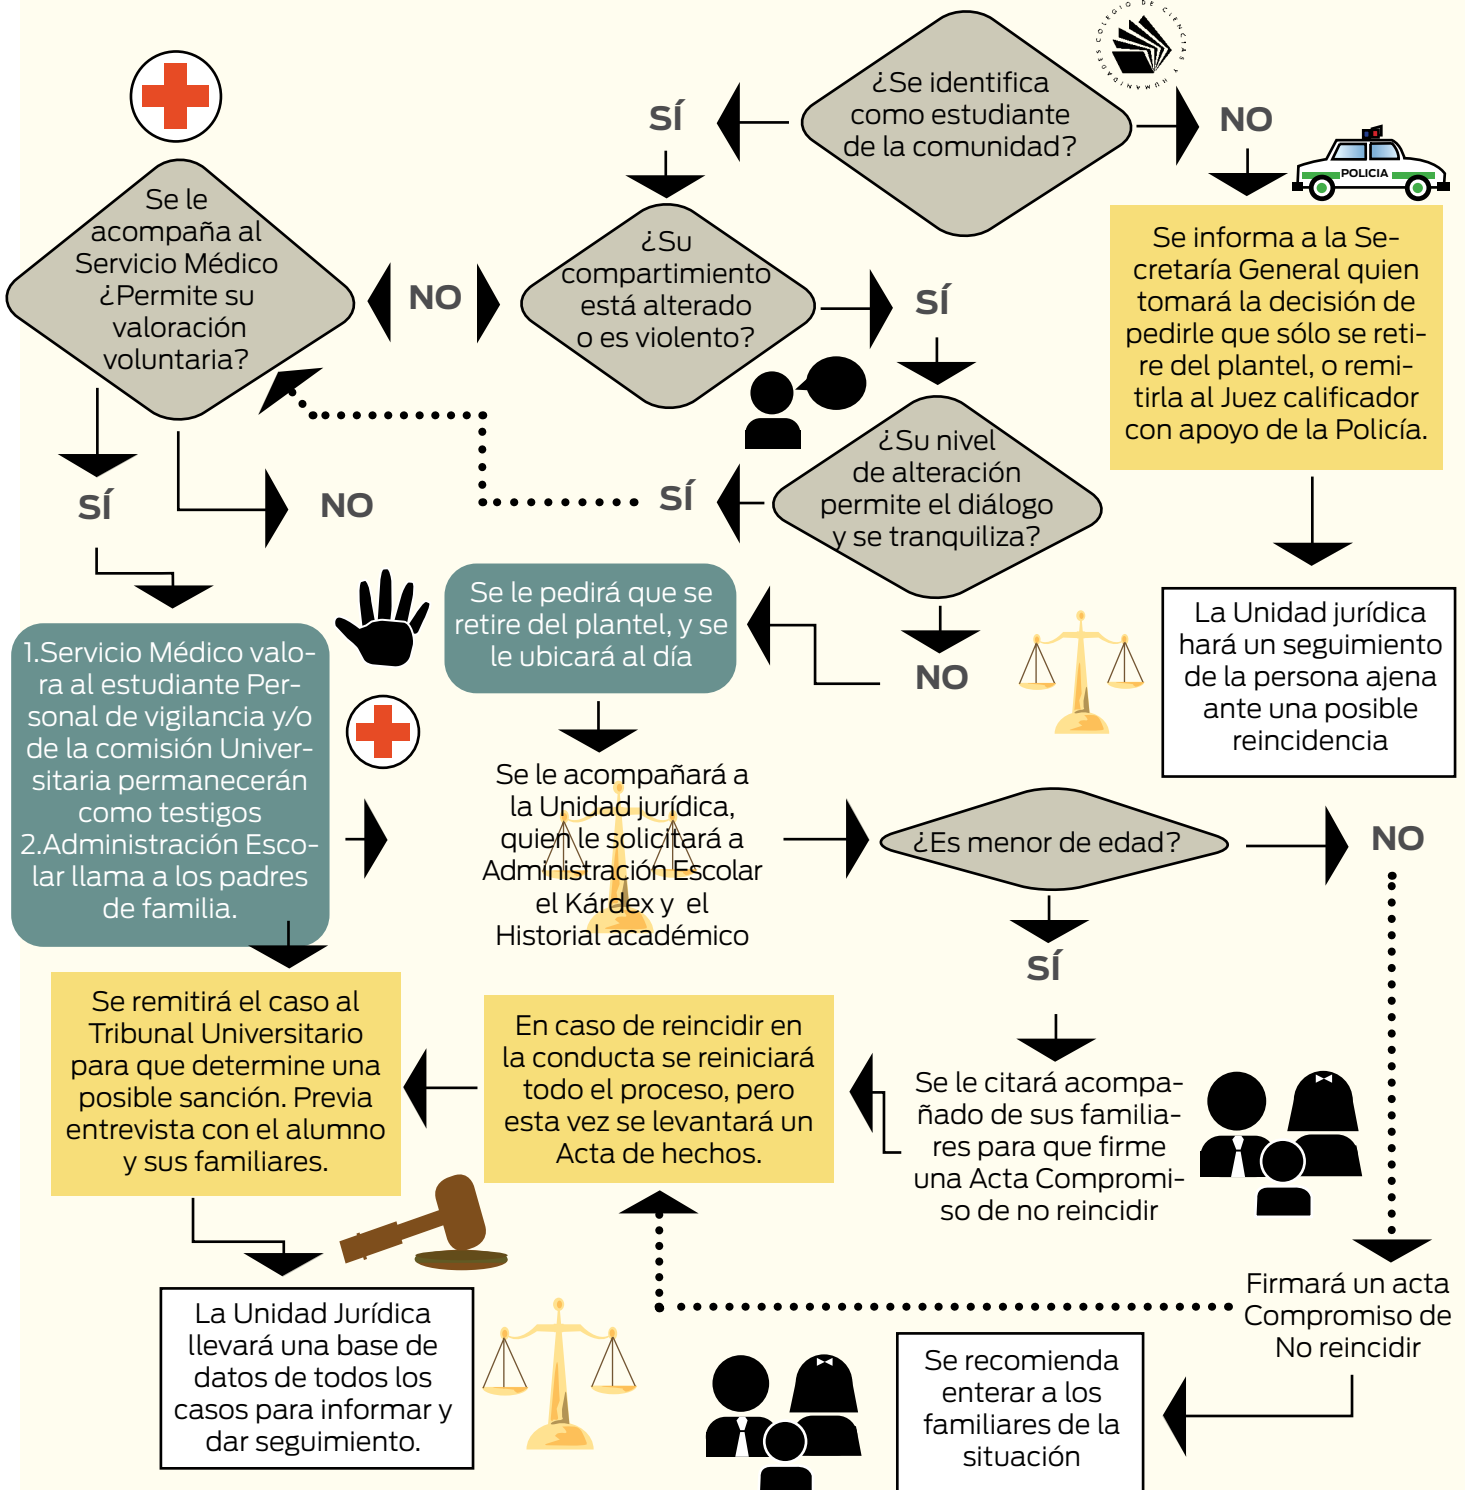 COLEGIO DE CIENCIAS Y HUMANIDADES
¿Se identifica
como estudiante
de la comunidad?
SÍ
NO
POLICIA
Se le
acompaña al
Servicio Médico
¿Permite su
valoración
voluntaria?
NO
¿Su
compartimiento
está alterado
o es violento?
SÍ
Se informa a la Se-
cretaría General quien
tomará la decisión de
pedirle que sólo se reti-
re del plantel, o remi-
tirla al Juez calificador
con apoyo de la Policía.
¿Su nivel
de alteración
permite el diálogo
y se tranquiliza?
SÍ
NO
SÍ
NO
Se le pedirá que se
retire del plantel, y se
le ubicará al día
La Unidad jurídica
hará un seguimiento
de la persona ajena
ante una posible
reincidencia
1.Servicio Médico valo-
ra al estudiante Per-
sonal de vigilancia y/o
de la comisión Univer-
sitaria permanecerán
como testigos
2.Administración Esco-
lar llama a los padres
de familia.
Se le acompañará a
la Unidad jurídica,
quien le solicitará a
Administración Escolar
el Kárdex y el
Historial académico
¿Es menor de edad?
NO
SÍ
Se remitirá el caso al
Tribunal Universitario
para que determine una
posible sanción. Previa
entrevista con el alumno
y sus familiares.
En caso de reincidir en
la conducta se reiniciará
todo el proceso, pero
esta vez se levantará un
Acta de hechos.
Se le citará acompa-
ñado de sus familia-
res para que firme
una Acta Compromi-
so de no reincidir
Firmará un acta
Compromiso de
No reincidir
La Unidad Jurídica
llevará una base de
datos de todos los
casos para informar y
dar seguimiento.
Se recomienda
enterar a los
familiares de la
situación